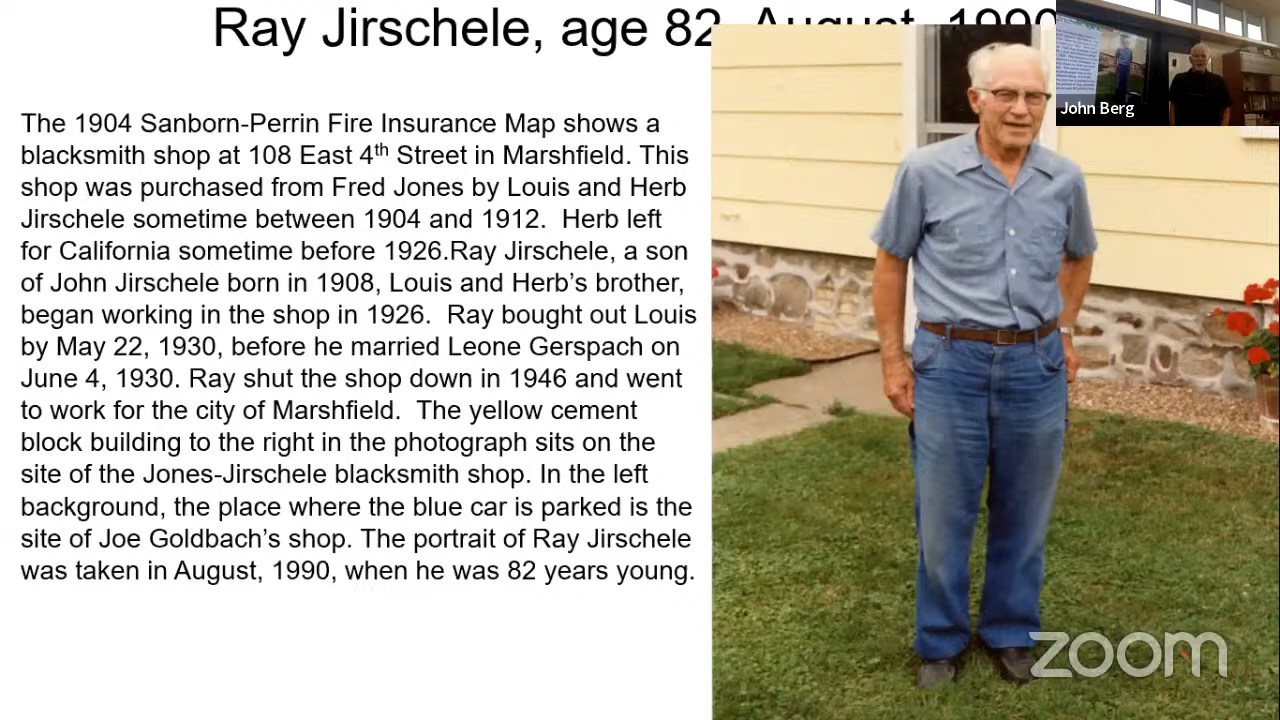 Ray Jirschele, age 82, August, 1990
The 1904 Sanborn-Perrin Fire Insurance Map shows a
blacksmith shop at 108 East 4th Street in Marshfield. This
shop was purchased from Fred Jones by Louis and Herb
Jirschele sometime between 1904 and 1912.  Herb left
for California sometime before 1926.Ray Jirschele, a son
of John Jirschele born in 1908, Louis and Herb’s brother,
began working in the shop in 1926.  Ray bought out Louis
by May 22, 1930, before he married Leone Gerspach on
June 4, 1930. Ray shut the shop down in 1946 and went
to work for the city of Marshfield.  The yellow cement
block building to the right in the photograph sits on the
site of the Jones-Jirschele blacksmith shop. In the left
background, the place where the blue car is parked is the
site of Joe Goldbach’s shop. The portrait of Ray Jirschele
was taken in August, 1990, when he was 82 years young.
John Berg
zoom